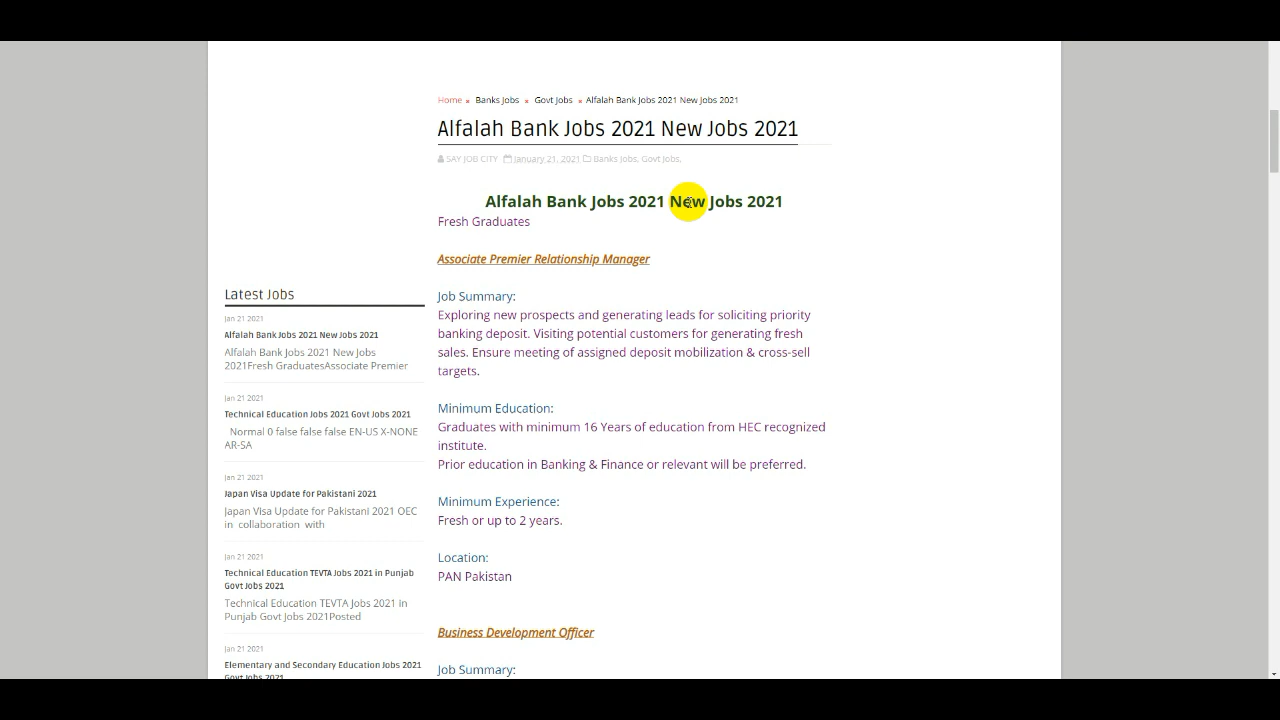 Home × Banks Jobs × Govt Jobs × Alfalah Bank Jobs 2021 New Jobs 2021
Alfalah Bank Jobs 2021 New Jobs 2021
SAY JOB CITY January 21, 2021 Banks Jobs, Govt Jobs,
Alfalah Bank Jobs 2021 New Jobs 2021
Fresh Graduates
Associate Premier Relationship Manager
Job Summary:
Exploring new prospects and generating leads for soliciting priority
banking deposit. Visiting potential customers for generating fresh
sales. Ensure meeting of assigned deposit mobilization & cross-sell
targets.
Minimum Education:
Graduates with minimum 16 Years of education from HEC recognized
institute.
Prior education in Banking & Finance or relevant will be preferred.
Minimum Experience:
Fresh or up to 2 years.
Location:
PAN Pakistan
Business Development Officer
Job Summary:
Latest Jobs
Jan 21 2021
Alfalah Bank Jobs 2021 New Jobs 2021
Alfalah Bank Jobs 2021 New Jobs
2021Fresh GraduatesAssociate Premier
Jan 21 2021
Technical Education Jobs 2021 Govt Jobs 2021
Normal 0 false false false EN-US X-NONE
AR-SA
Jan 21 2021
Japan Visa Update for Pakistani 2021
Japan Visa Update for Pakistani 2021 OEC
in collaboration with
Jan 21 2021
Technical Education TEVTA Jobs 2021 in Punjab
Govt Jobs 2021
Technical Education TEVTA Jobs 2021 in
Punjab Govt Jobs 2021Posted
Jan 21 2021
Elementary and Secondary Education Jobs 2021
Govt Jobs 2021